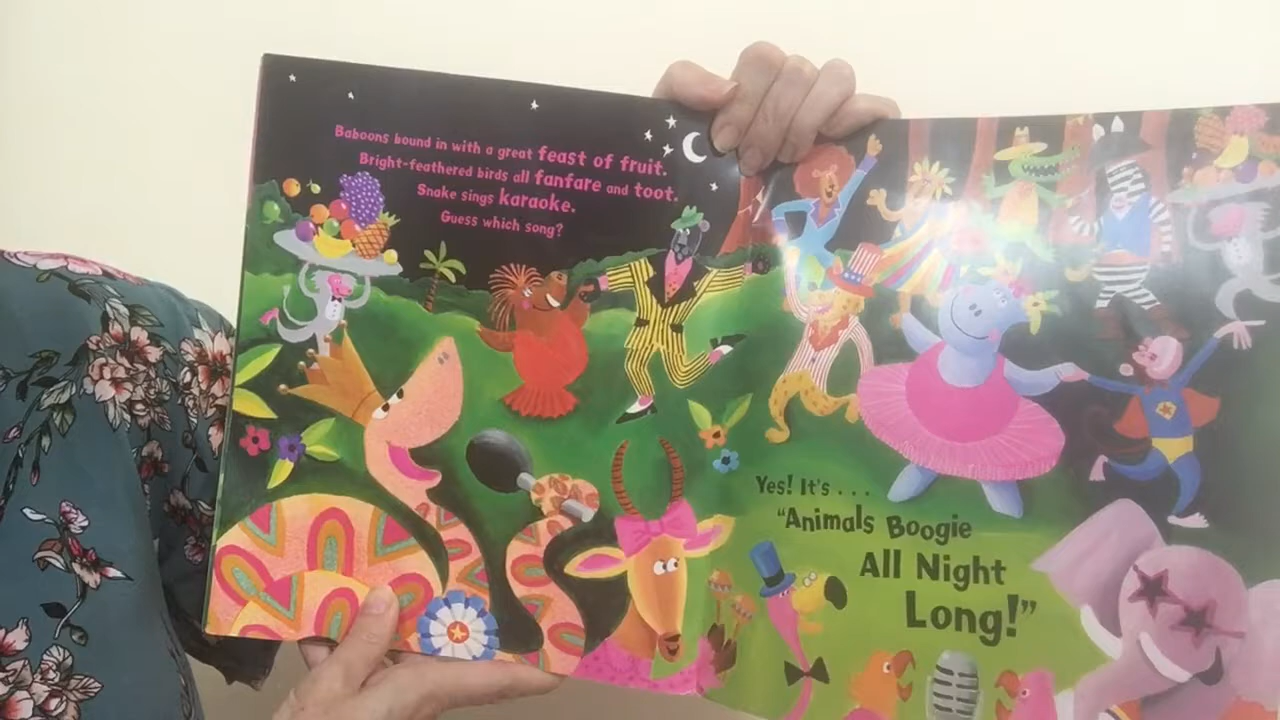 Baboons bound in with a great feast of fruit.
Bright-feathered birds all fanfare and toot.
Snake sings karaoke.
Guess which song?
Yes! It's . . .
"Animals Boogie
All Night
Long!"